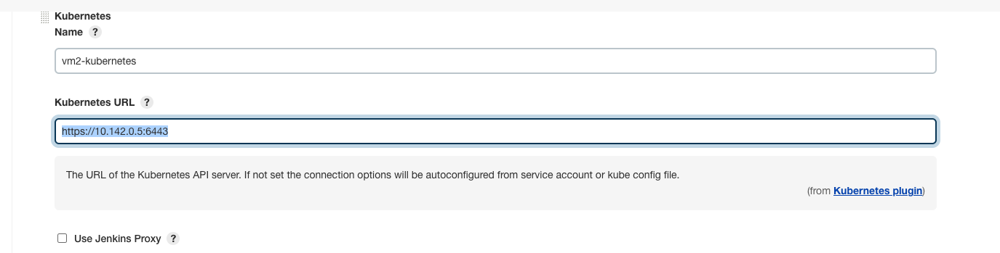 Kubernetes
Name ?
vm2-kubernetes
Kubernetes URL ?
https://10.142.0.5:6443
The URL of the Kubernetes API server. If not set the connection options will be autoconfigured from service account or kube config file.
(from Kubernetes plugin)
Use Jenkins Proxy ?